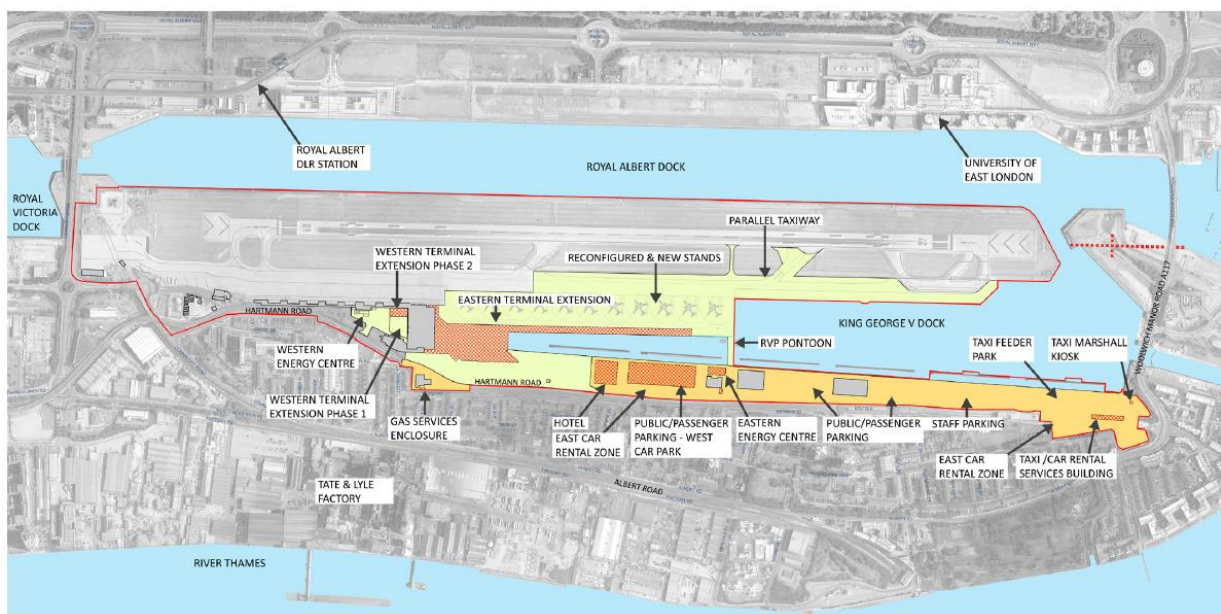 ROYAL ALBERT
DLR STATION
UNIVERSITY OF
EAST LONDON
ROYAL ALBERT DOCK
ROYAL
VICTORIA
DOCK
PARALLEL TAXIWAY
WESTERN TERMINAL
EXTENSION PHASE 2
RECONFIGURED & NEW STANDS
EASTERN TERMINAL EXTENSION
WOOLWICH MANOR ROAD A117
HARTMANN ROAD
KING GEORGE V DOCK
RVP PONTOON
TAXI FEEDER
PARK
TAXI MARSHALL
KIOSK
WESTERN
ENERGY CENTRE
HARTMANN ROAD
WESTERN TERMINAL
EXTENSION PHASE 1
GAS SERVICES
ENCLOSURE
HOTEL
EAST CAR
RENTAL ZONE
PUBLIC/PASSENGER
PARKING - WEST
CAR PARK
EASTERN
ENERGY CENTRE
PUBLIC/PASSENGER
PARKING
STAFF PARKING
EAST CAR
RENTAL ZONE
TAXI /CAR RENTAL
SERVICES BUILDING
TATE & LYLE
FACTORY
ALBERT ROAD
RIVER THAMES